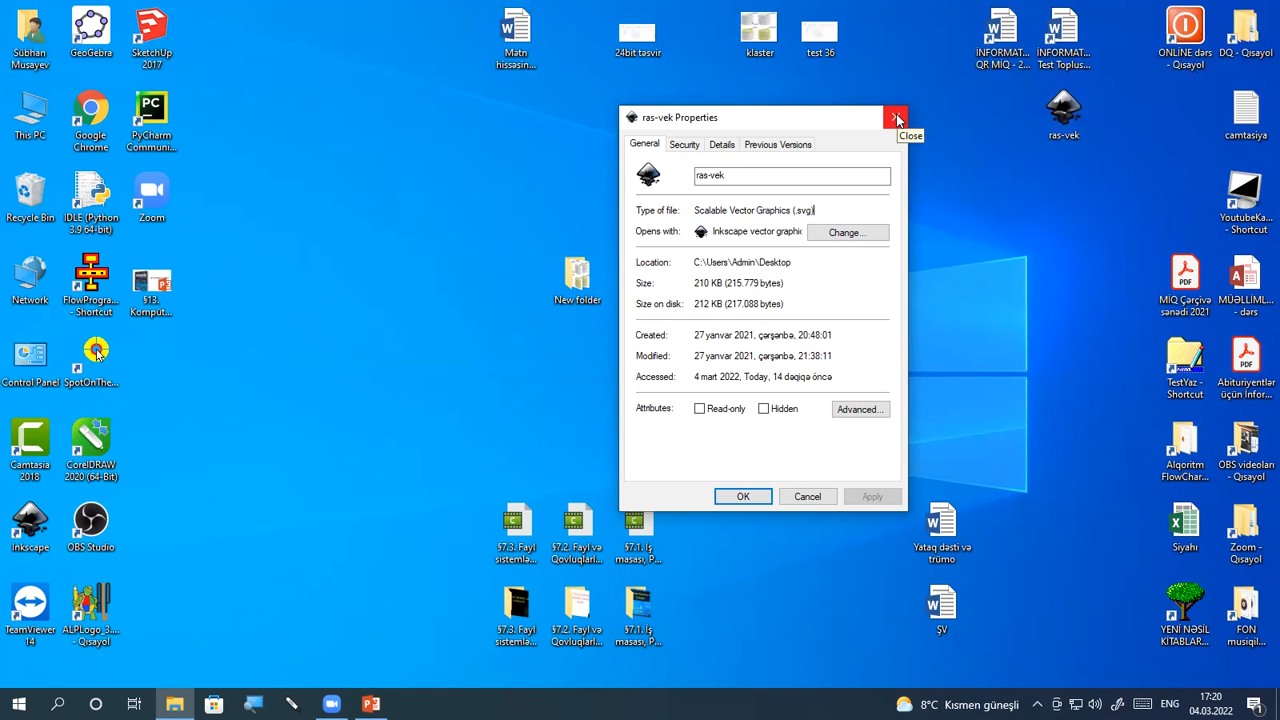 Sübhan
Musayev
GeoGebra
SketchUp
2017
Mətn
hissəsin...
24bit təsvir
klaster
test 36
İNFORMAT...
QR MİQ - 2...
İNFORMAT...
Test Toplus...
ONLİNE dərs
- Qısayol
DQ - Qısayol
This PC
Google
Chrome
PyCharm
Communi...
ras-vek
camtasiya
Recycle Bin
IDLE (Python
3.9 64-bit)
Zoom
YoutubeKa...
- Shortcut
Network
FlowProgra...
- Shortcut
§13.
Komput...
New folder
MİQ Çərçivə
sənədi 2021
MÜƏLLİML...
- dərs
Control Panel
SpotOnThe...
TestYaz -
Shortcut
Abituriyentlər
üçün İnfor...
Camtasia
2018
CorelDRAW
2020 (64-Bit)
Alqoritm
FlowChar...
OBS videoları
- Qısayol
Inkscape
OBS Studio
§7.3. Fayl
sistemlə...
§7.2. Fayl və
Qovluqlarl...
§7.1. İş
masası, P...
Yataq dəsti və
trümo
Siyahı
Zoom -
Qısayol
TeamViewer
14
ALPLogo_3....
- Qısayol
§7.3. Fayl
sistemlə...
§7.2. Fayl və
Qovluqlarl...
§7.1. İş
masası, P...
ŞV
YENİ NƏSİL
KİTABLAR...
FON
musiqil...
ras-vek Properties
Close
General Security Details Previous Versions
ras-vek
Type of file: Scalable Vector Graphics (.svg)
Opens with: Inkscape vector graphic Change...
Location: C:\Users\Admin\Desktop
Size: 210 KB (215.779 bytes)
Size on disk: 212 KB (217.088 bytes)
Created: 27 yanvar 2021, çərşənbə, 20:48:01
Modified: 27 yanvar 2021, çərşənbə, 21:38:11
Accessed: 4 mart 2022, Today, 14 dəqiqə öncə
Attributes: Read-only Hidden Advanced...
OK Cancel Apply
8°C Kısmen güneşli ENG 17:20
04.03.2022